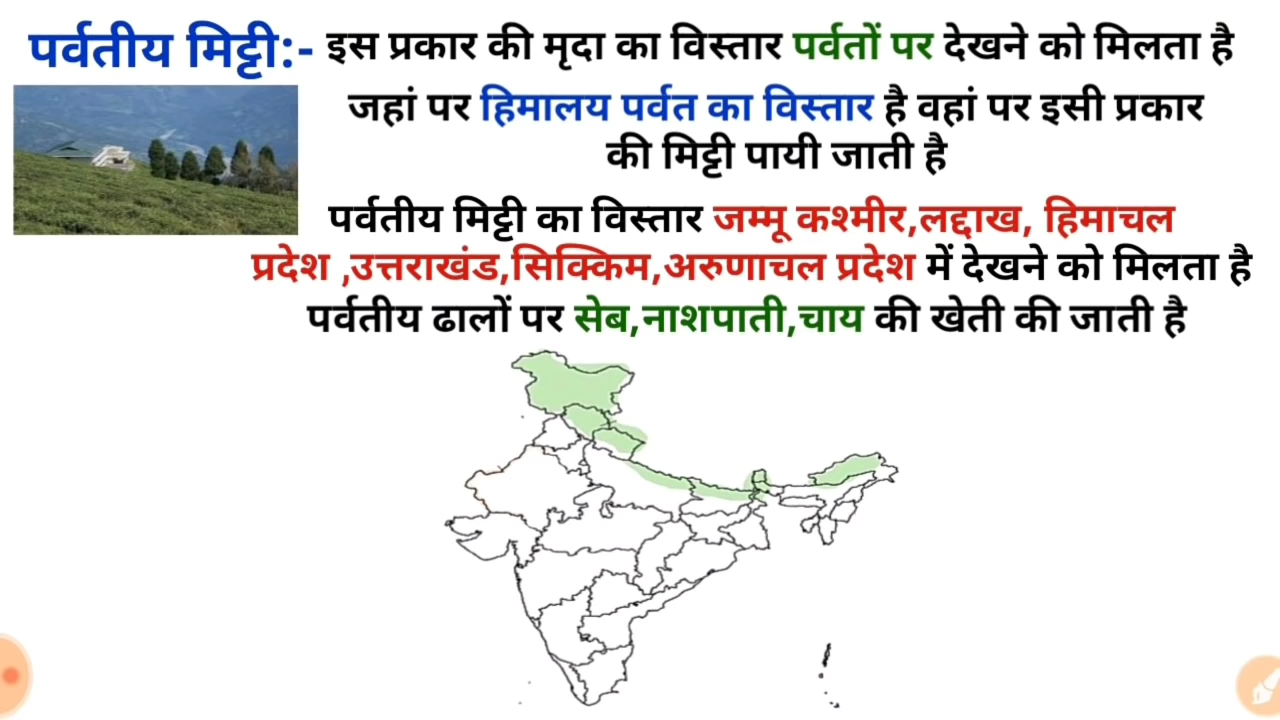 पर्वतीय मिट्टी:- इस प्रकार की मृदा का विस्तार पर्वतों पर देखने को मिलता है
जहां पर हिमालय पर्वत का विस्तार है वहां पर इसी प्रकार
की मिट्टी पायी जाती है
पर्वतीय मिट्टी का विस्तार जम्मू कश्मीर,लद्दाख, हिमाचल
प्रदेश ,उत्तराखंड,सिक्किम,अरुणाचल प्रदेश में देखने को मिलता है
पर्वतीय ढालों पर सेब,नाशपाती,चाय की खेती की जाती है